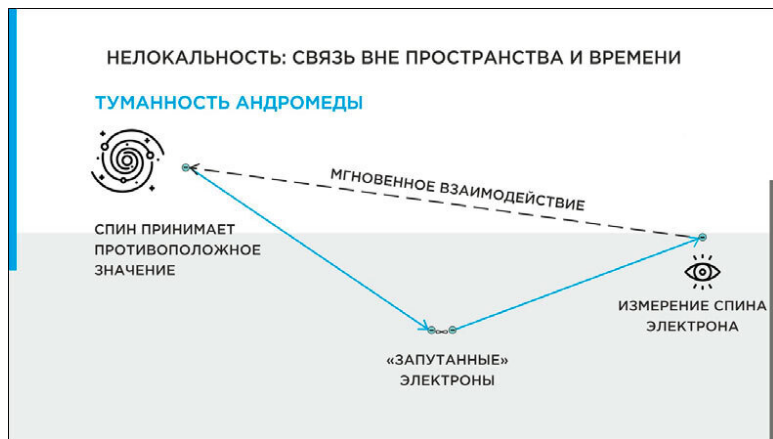 НЕЛОКАЛЬНОСТЬ: СВЯЗЬ ВНЕ ПРОСТРАНСТВА И ВРЕМЕНИ
ТУМАННОСТЬ АНДРОМЕДЫ
МГНОВЕННОЕ ВЗАИМОДЕЙСТВИЕ
СПИН ПРИНИМАЕТ
ПРОТИВОПОЛОЖНОЕ
ЗНАЧЕНИЕ
ИЗМЕРЕНИЕ СПИНА
ЭЛЕКТРОНА
«ЗАПУТАННЫЕ»
ЭЛЕКТРОНЫ